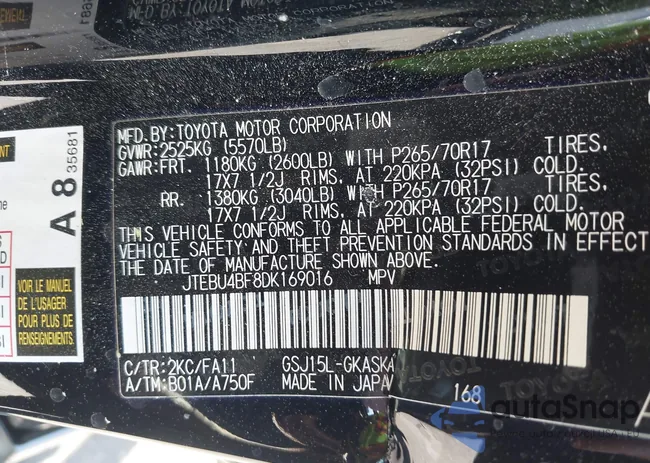 MFD.BY:TOYOTA MOTOR CORPORATION
GVWR:2525KG (5570LB)
GAWR:FRT. 1180KG (2600LB) WITH P265/70R17 TIRES,
17X7 1/2J RIMS, AT 220KPA (32PSI) COLD.
RR. 1380KG (3040LB) WITH P265/70R17 TIRES,
17X7 1/2J RIMS, AT 220KPA (32PSI) COLD.
THIS VEHICLE CONFORMS TO ALL APPLICABLE FEDERAL MOTOR
VEHICLE SAFETY AND THEFT PREVENTION STANDARDS IN EFFECT
THE DATE OF MANUFACTURE SHOWN ABOVE.
JTEBU4BF8DK169016 MPV
C/TR:2KC/FA11 GSJ15L-GKASKA
A/TM:B01A/A750F MADE IN JAPAN
168
A 8 35681
VOIR LE MANUEL
DE L'USAGER
POUR PLUS DE
RENSEIGNEMENTS.
autoSnap